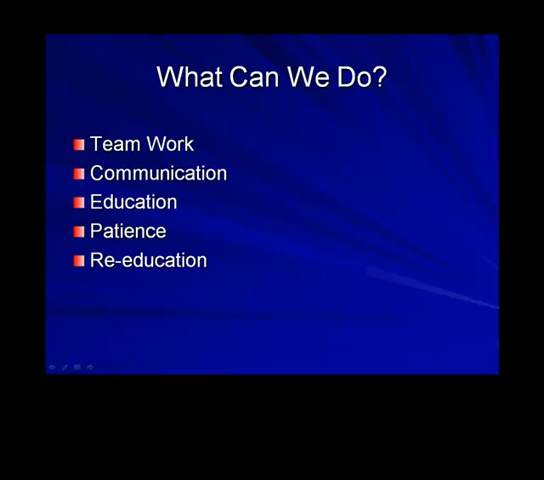 What Can We Do?
Team Work
Communication
Education
Patience
Re-education